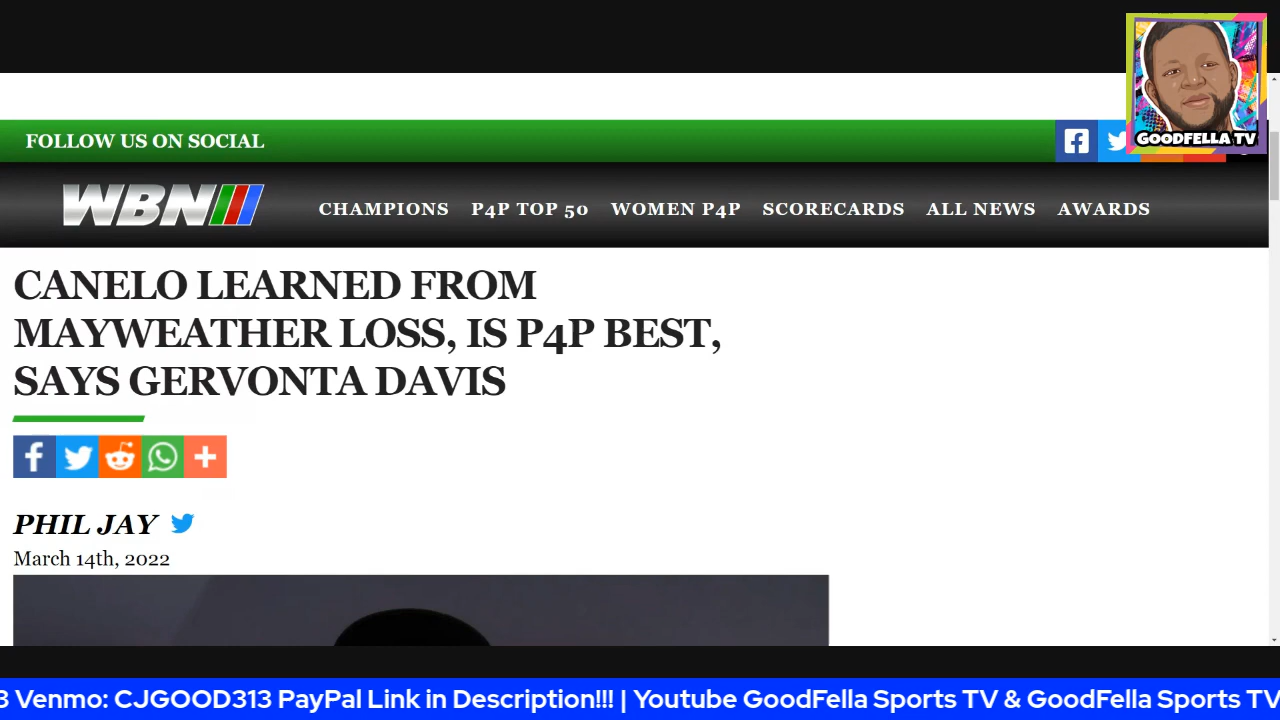 GOODFELLA TV
FOLLOW US ON SOCIAL
WBN
CHAMPIONS P4P TOP 50 WOMEN P4P SCORECARDS ALL NEWS AWARDS
CANELO LEARNED FROM
MAYWEATHER LOSS, IS P4P BEST,
SAYS GERVONTA DAVIS
PHIL JAY
March 14th, 2022
3 Venmo: CJGOOD313 PayPal Link in Description!!! | Youtube GoodFella Sports TV & GoodFella Sports TV